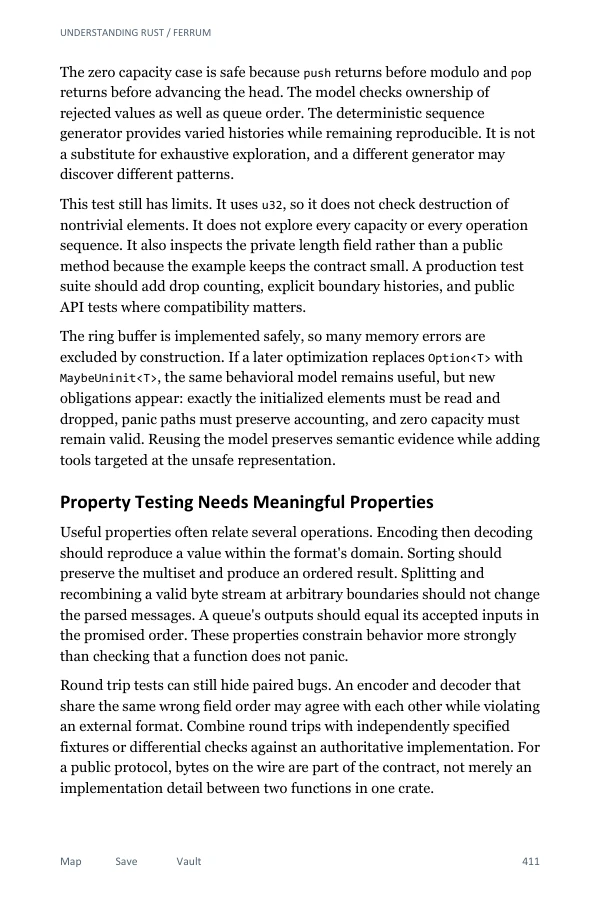 UNDERSTANDING RUST / FERRUM
The zero capacity case is safe because push returns before modulo and pop
returns before advancing the head. The model checks ownership of
rejected values as well as queue order. The deterministic sequence
generator provides varied histories while remaining reproducible. It is not
a substitute for exhaustive exploration, and a different generator may
discover different patterns.
This test still has limits. It uses u32, so it does not check destruction of
nontrivial elements. It does not explore every capacity or every operation
sequence. It also inspects the private length field rather than a public
method because the example keeps the contract small. A production test
suite should add drop counting, explicit boundary histories, and public
API tests where compatibility matters.
The ring buffer is implemented safely, so many memory errors are
excluded by construction. If a later optimization replaces Option<T> with
MaybeUninit<T>, the same behavioral model remains useful, but new
obligations appear: exactly the initialized elements must be read and
dropped, panic paths must preserve accounting, and zero capacity must
remain valid. Reusing the model preserves semantic evidence while adding
tools targeted at the unsafe representation.
Property Testing Needs Meaningful Properties
Useful properties often relate several operations. Encoding then decoding
should reproduce a value within the format's domain. Sorting should
preserve the multiset and produce an ordered result. Splitting and
recombining a valid byte stream at arbitrary boundaries should not change
the parsed messages. A queue's outputs should equal its accepted inputs in
the promised order. These properties constrain behavior more strongly
than checking that a function does not panic.
Round trip tests can still hide paired bugs. An encoder and decoder that
share the same wrong field order may agree with each other while violating
an external format. Combine round trips with independently specified
fixtures or differential checks against an authoritative implementation. For
a public protocol, bytes on the wire are part of the contract, not merely an
implementation detail between two functions in one crate.
Map Save Vault 411